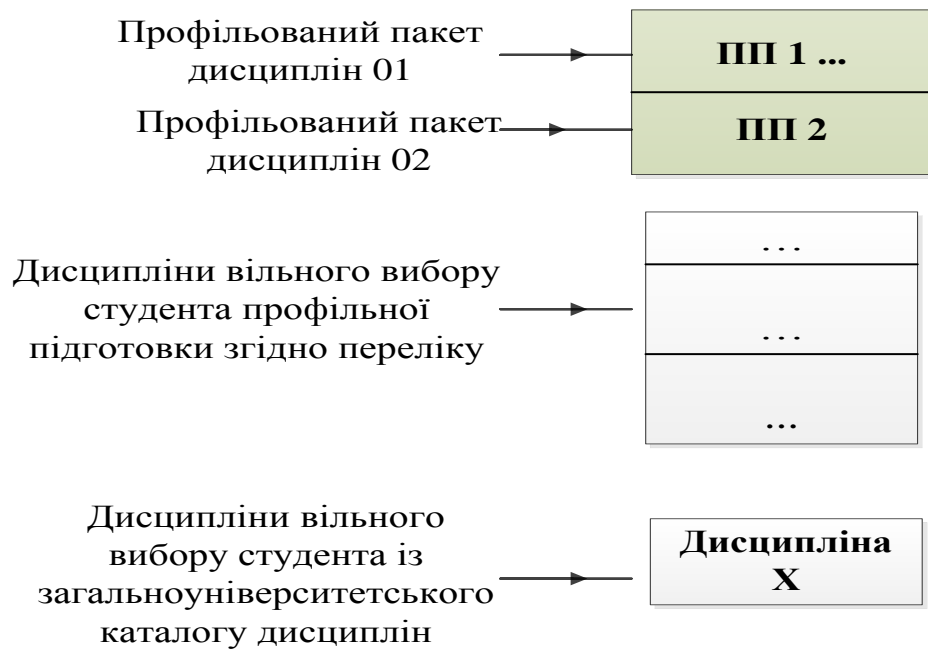 Профільований пакет
дисциплін 01
ПП 1 ...
Профільований пакет
дисциплін 02
ПП 2
. . .
Дисципліни вільного вибору
студента профільної
підготовки згідно переліку
. . .
...
Дисципліни вільного
вибору студента із
загальноуніверситетського
каталогу дисциплін
Дисципліна
Х